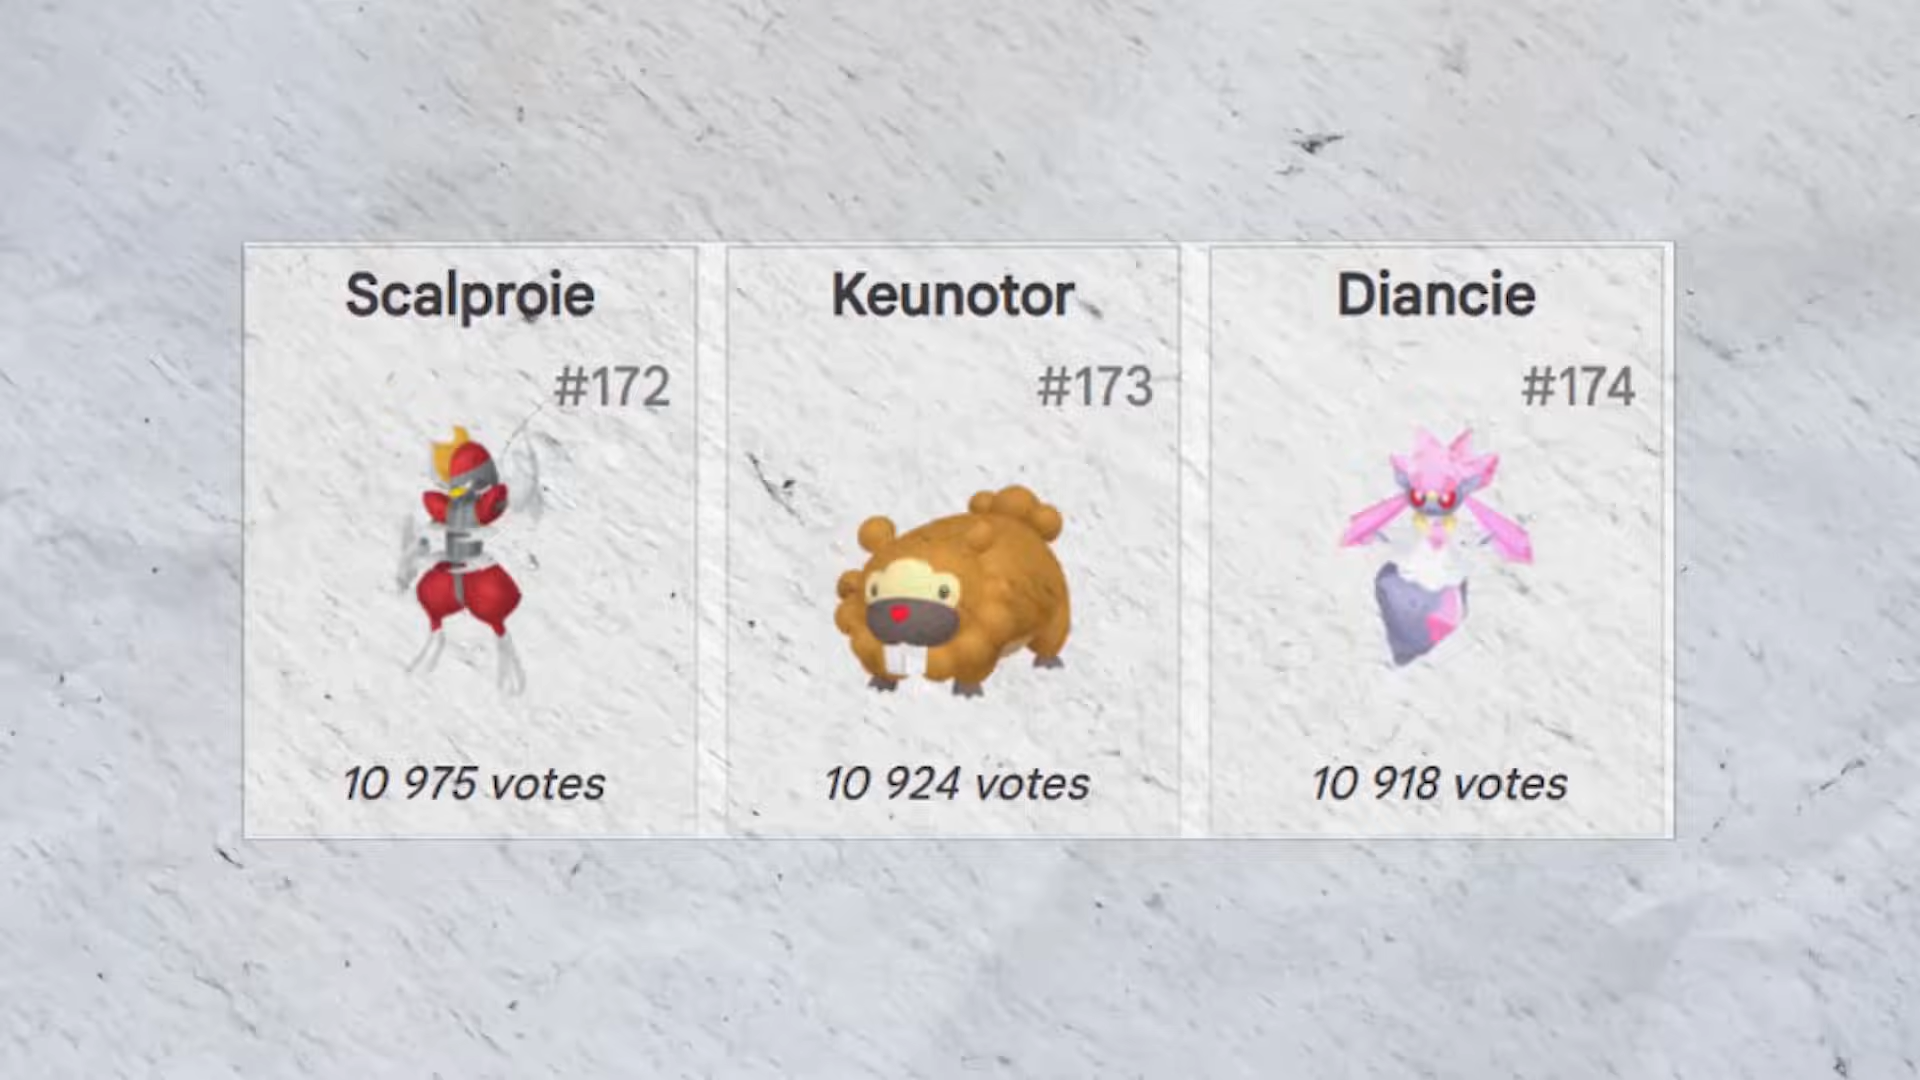 Scalproie
#172
10 975 votes
Keunotor
#173
10 924 votes
Diancie
#174
10 918 votes